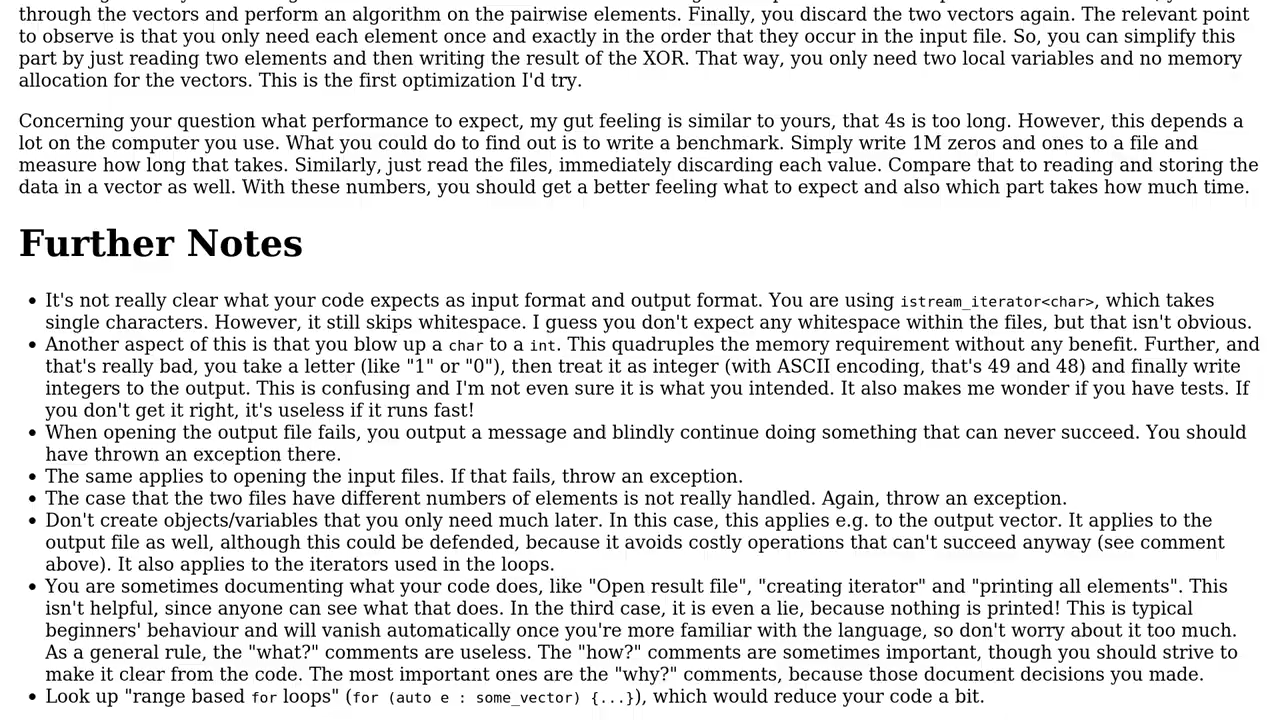 through the vectors and perform an algorithm on the pairwise elements. Finally, you discard the two vectors again. The relevant point
to observe is that you only need each element once and exactly in the order that they occur in the input file. So, you can simplify this
part by just reading two elements and then writing the result of the XOR. That way, you only need two local variables and no memory
allocation for the vectors. This is the first optimization I'd try.
Concerning your question what performance to expect, my gut feeling is similar to yours, that 4s is too long. However, this depends a
lot on the computer you use. What you could do to find out is to write a benchmark. Simply write 1M zeros and ones to a file and
measure how long that takes. Similarly, just read the files, immediately discarding each value. Compare that to reading and storing the
data in a vector as well. With these numbers, you should get a better feeling what to expect and also which part takes how much time.
Further Notes
• It's not really clear what your code expects as input format and output format. You are using istream_iterator<char>, which takes
single characters. However, it still skips whitespace. I guess you don't expect any whitespace within the files, but that isn't obvious.
• Another aspect of this is that you blow up a char to a int. This quadruples the memory requirement without any benefit. Further, and
that's really bad, you take a letter (like "1" or "0"), then treat it as integer (with ASCII encoding, that's 49 and 48) and finally write
integers to the output. This is confusing and I'm not even sure it is what you intended. It also makes me wonder if you have tests. If
you don't get it right, it's useless if it runs fast!
• When opening the output file fails, you output a message and blindly continue doing something that can never succeed. You should
have thrown an exception there.
• The same applies to opening the input files. If that fails, throw an exception.
• The case that the two files have different numbers of elements is not really handled. Again, throw an exception.
• Don't create objects/variables that you only need much later. In this case, this applies e.g. to the output vector. It applies to the
output file as well, although this could be defended, because it avoids costly operations that can't succeed anyway (see comment
above). It also applies to the iterators used in the loops.
• You are sometimes documenting what your code does, like "Open result file", "creating iterator" and "printing all elements". This
isn't helpful, since anyone can see what that does. In the third case, it is even a lie, because nothing is printed! This is typical
beginners' behaviour and will vanish automatically once you're more familiar with the language, so don't worry about it too much.
As a general rule, the "what?" comments are useless. The "how?" comments are sometimes important, though you should strive to
make it clear from the code. The most important ones are the "why?" comments, because those document decisions you made.
• Look up "range based for loops" (for (auto e : some_vector) {...}), which would reduce your code a bit.